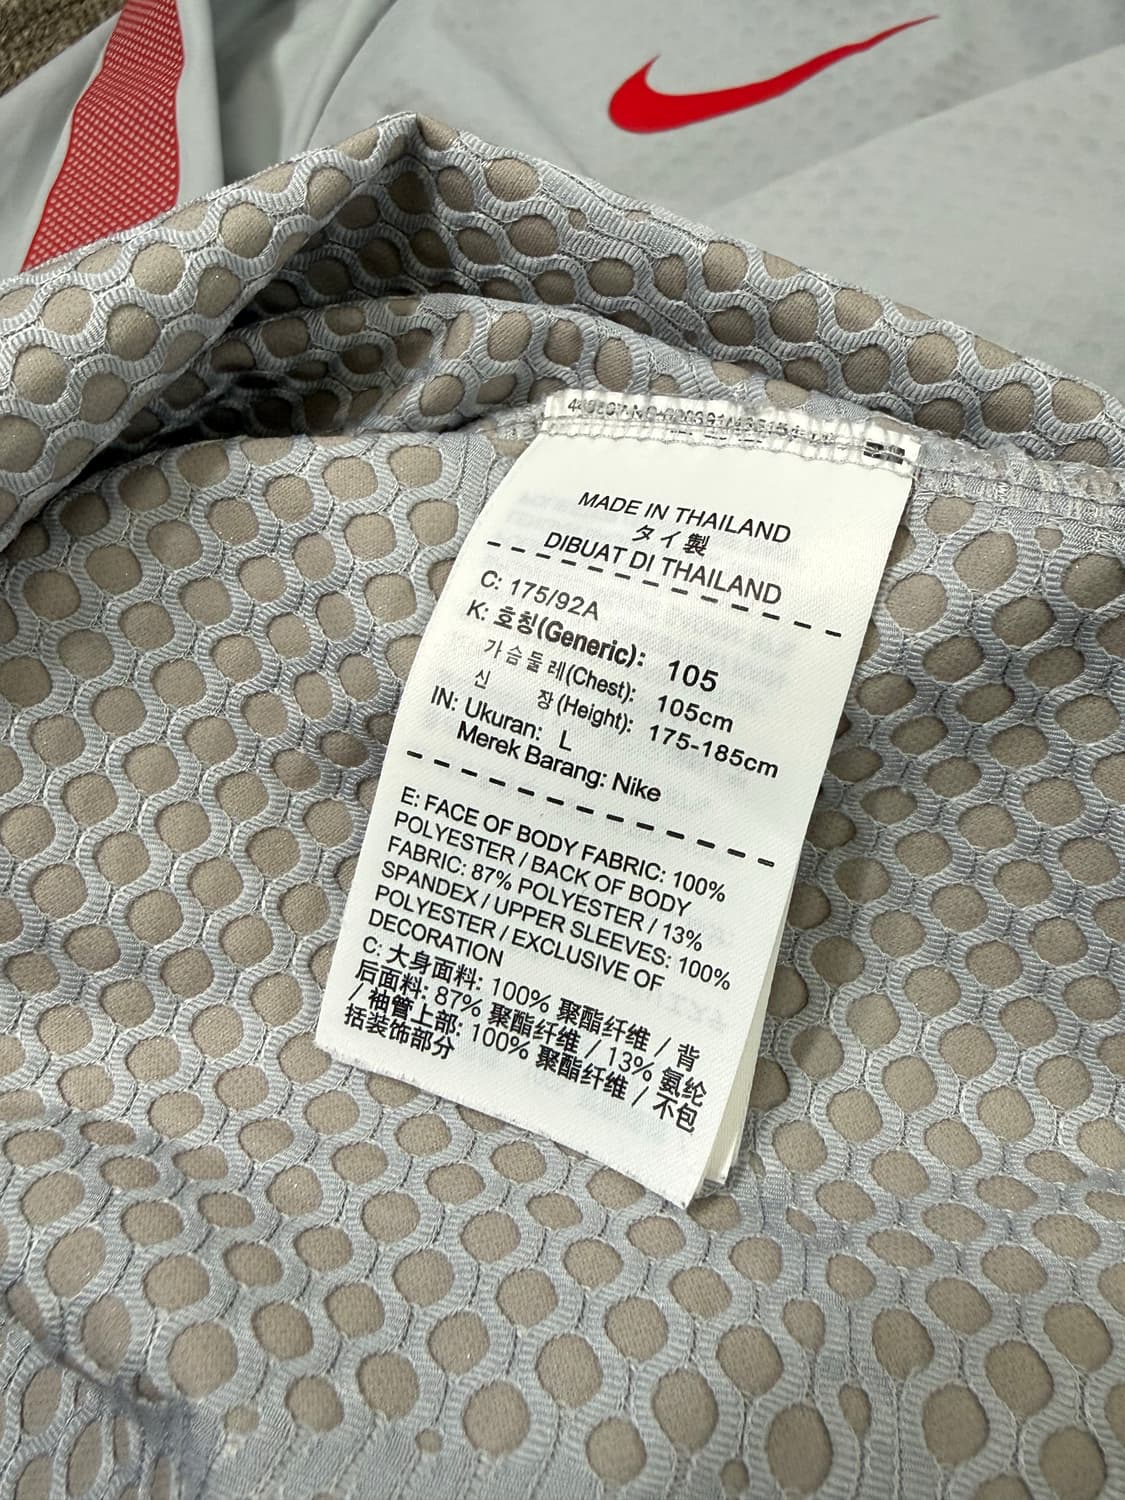 MADE IN THAILAND
タイ製
DIBUAT DI THAILAND
C: 175/92A
K: 호칭(Generic): 105
가슴둘레(Chest): 105cm
신 장(Height): 175-185cm
IN: Ukuran: L
Merek Barang: Nike
E: FACE OF BODY FABRIC: 100%
POLYESTER / BACK OF BODY
FABRIC: 87% POLYESTER / 13%
SPANDEX / UPPER SLEEVES: 100%
POLYESTER / EXCLUSIVE OF
DECORATION
C: 大身面料: 100% 聚酯纤维 / 背
后面料: 87% 聚酯纤维 / 13% 氨纶
/ 袖管上部: 100% 聚酯纤维 / 不包
括装饰部分